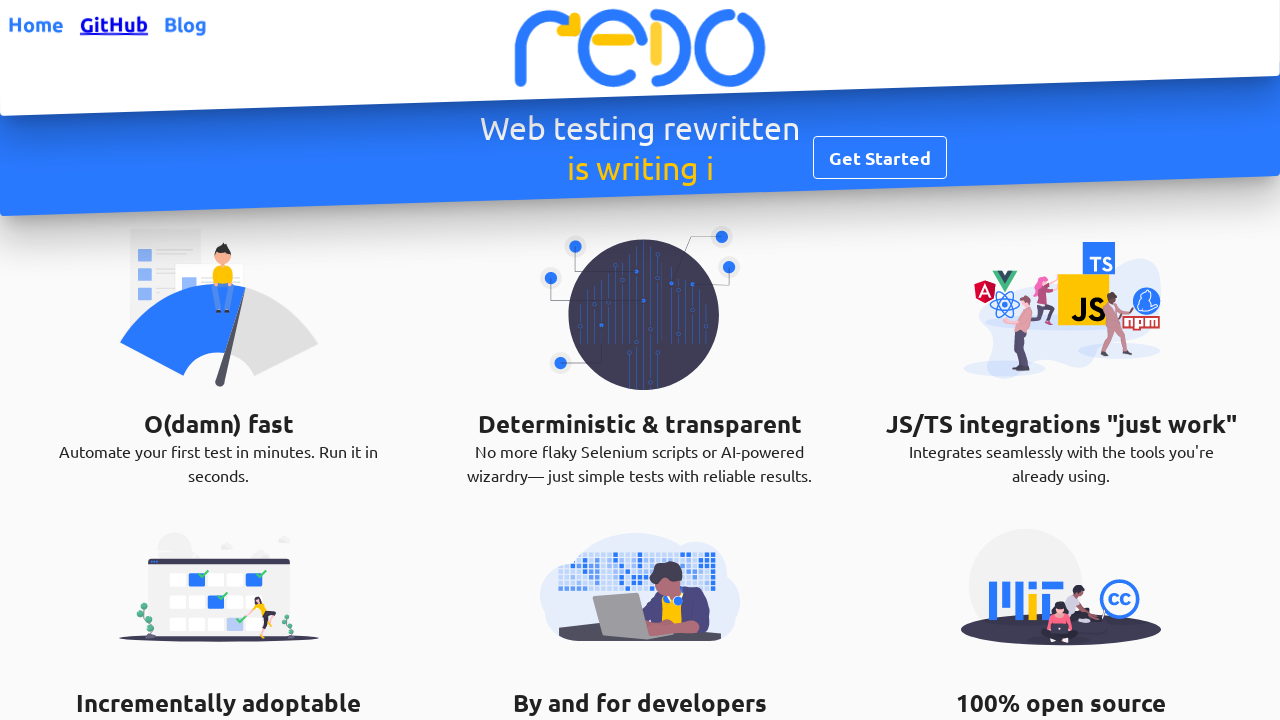 Home GitHub Blog
redo
Web testing rewritten
is writing i
Get Started
TS
JS
npm
O(damn) fast
Deterministic & transparent
JS/TS integrations "just work"
Automate your first test in minutes. Run it in
seconds.
No more flaky Selenium scripts or AI-powered
wizardry— just simple tests with reliable results.
Integrates seamlessly with the tools you're
already using.
MIT
CC
Incrementally adoptable
By and for developers
100% open source